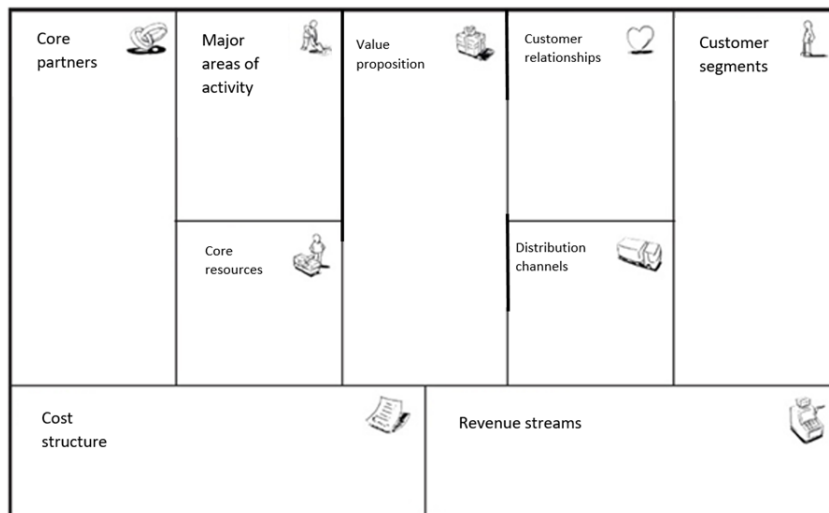 Core
partners
Major
areas of
activity
Value
proposition
Customer
relationships
Customer
segments
Core
resources
Distribution
channels
Cost
structure
Revenue streams